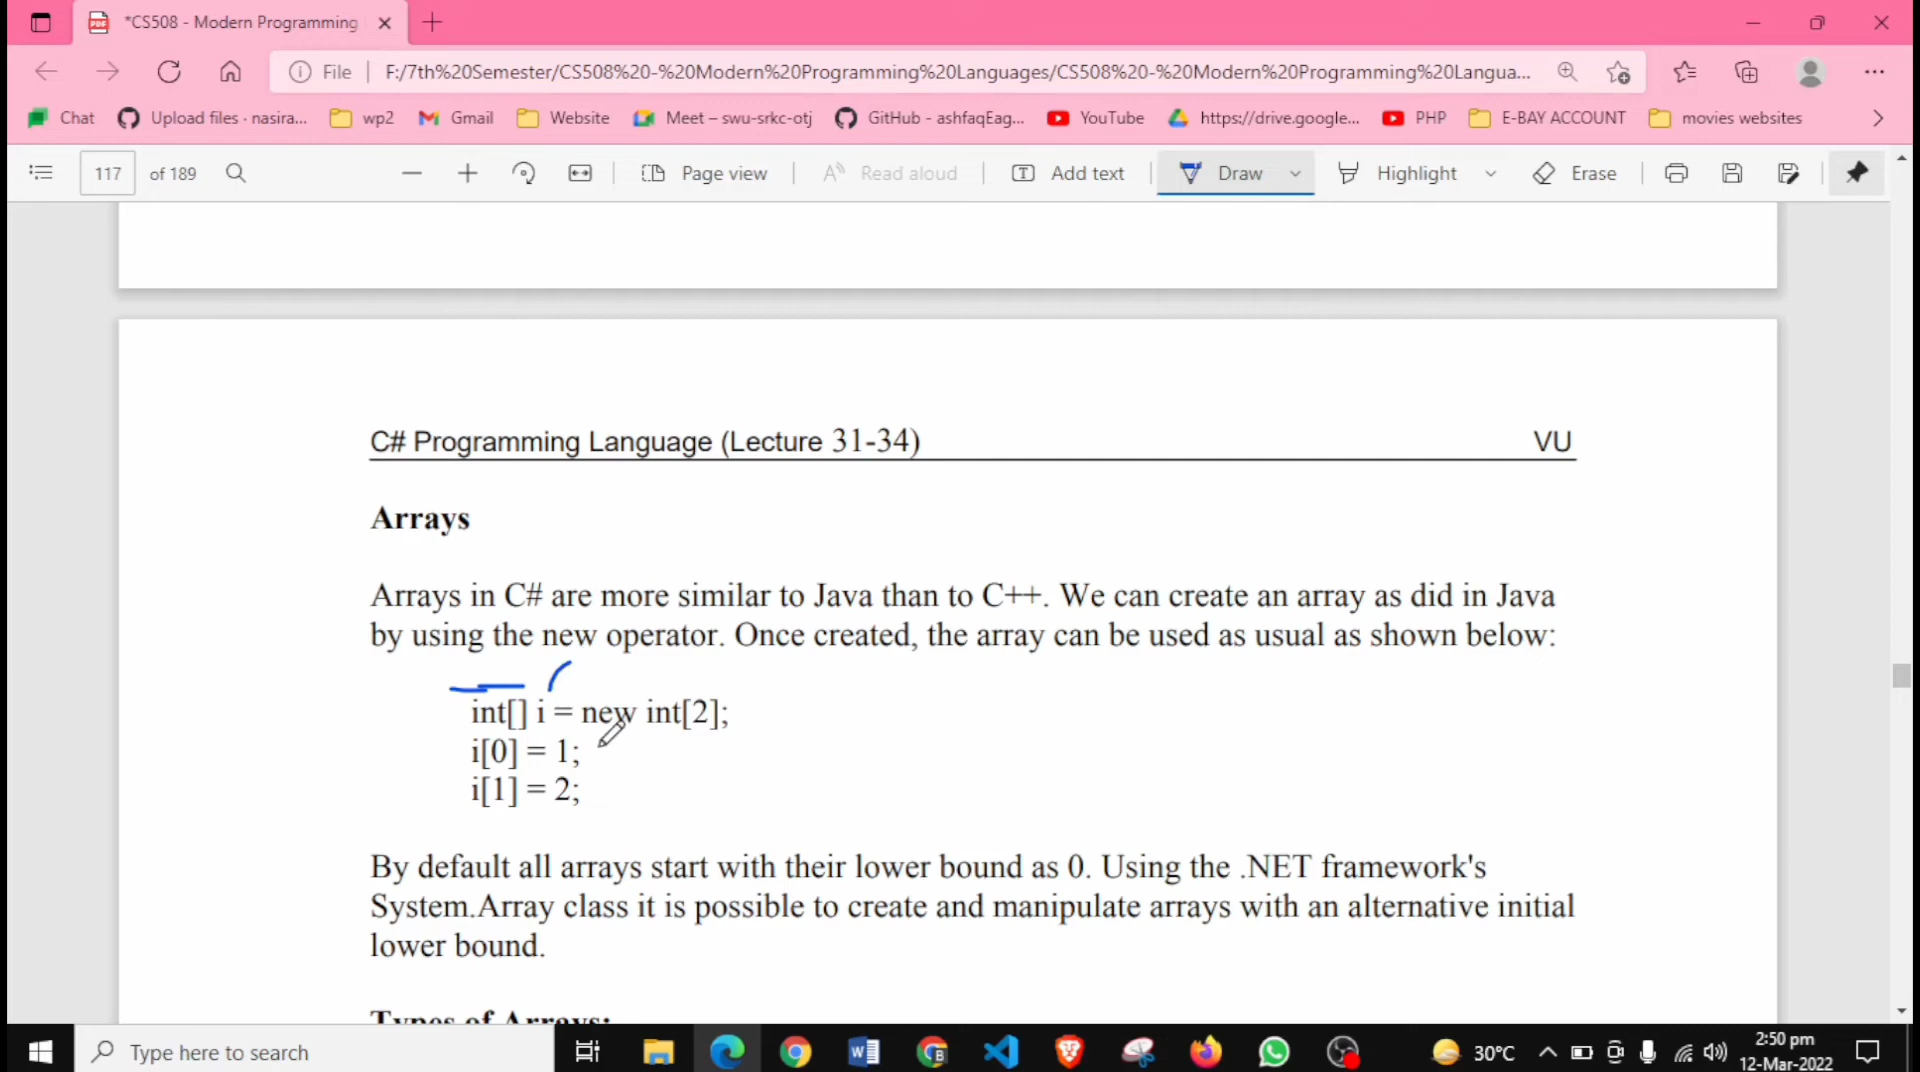 *CS508 - Modern Programming
File F:/7th%20Semester/CS508%20-%20Modern%20Programming%20Languages/CS508%20-%20Modern%20Programming%20Langua...
Chat Upload files · nasira... wp2 Gmail Website Meet – swu-srkc-otj GitHub - ashfaqEag... YouTube https://drive.google... PHP E-BAY ACCOUNT movies websites
117 of 189 Page view Read aloud Add text Draw Highlight Erase
C# Programming Language (Lecture 31-34) VU
Arrays
Arrays in C# are more similar to Java than to C++. We can create an array as did in Java
by using the new operator. Once created, the array can be used as usual as shown below:
int[] i = new int[2];
i[0] = 1;
i[1] = 2;
By default all arrays start with their lower bound as 0. Using the .NET framework's
System.Array class it is possible to create and manipulate arrays with an alternative initial
lower bound.
Types of Arrays:
Type here to search 30°C 2:50 pm
12-Mar-2022